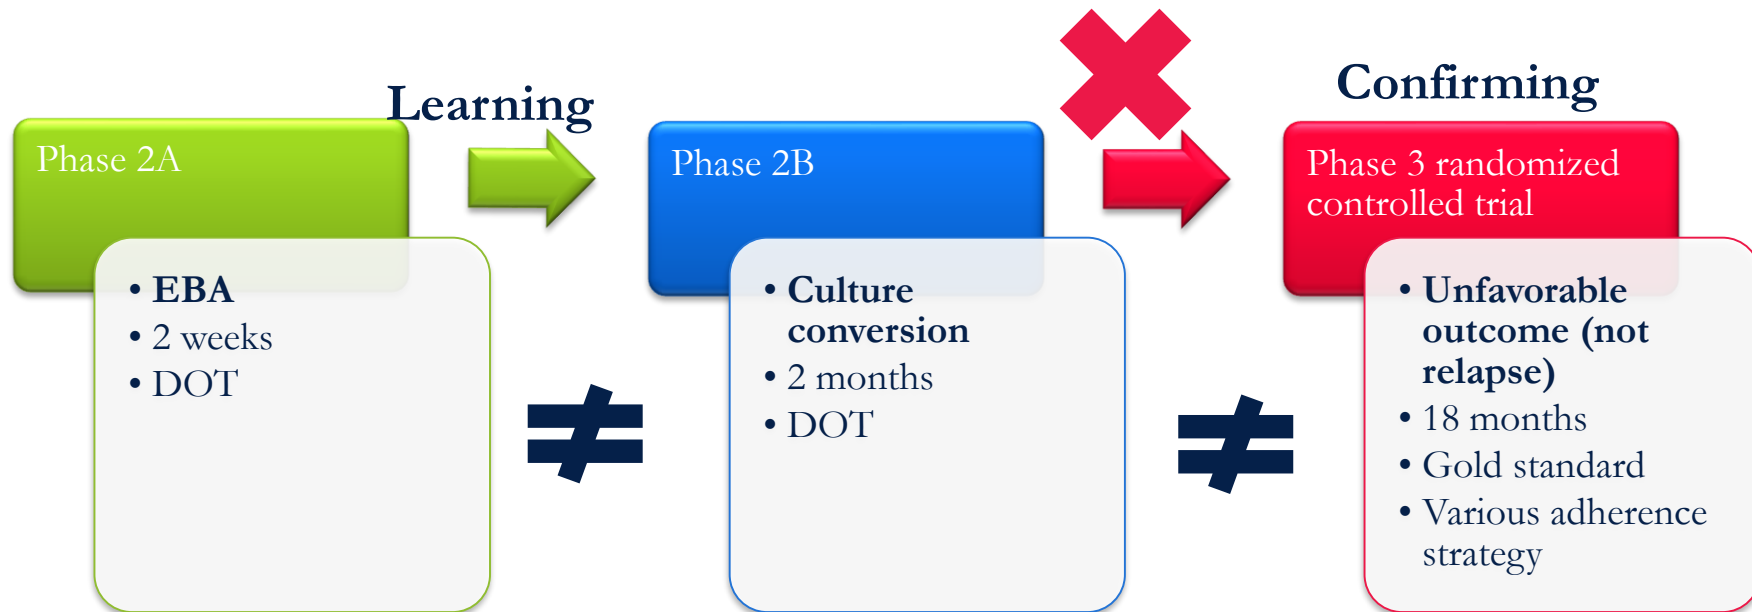 Learning
Confirming
Phase 2A
• EBA
• 2 weeks
• DOT
≠
Phase 2B
• Culture
conversion
• 2 months
• DOT
≠
Phase 3 randomized
controlled trial
• Unfavorable
outcome (not
relapse)
• 18 months
• Gold standard
• Various adherence
strategy